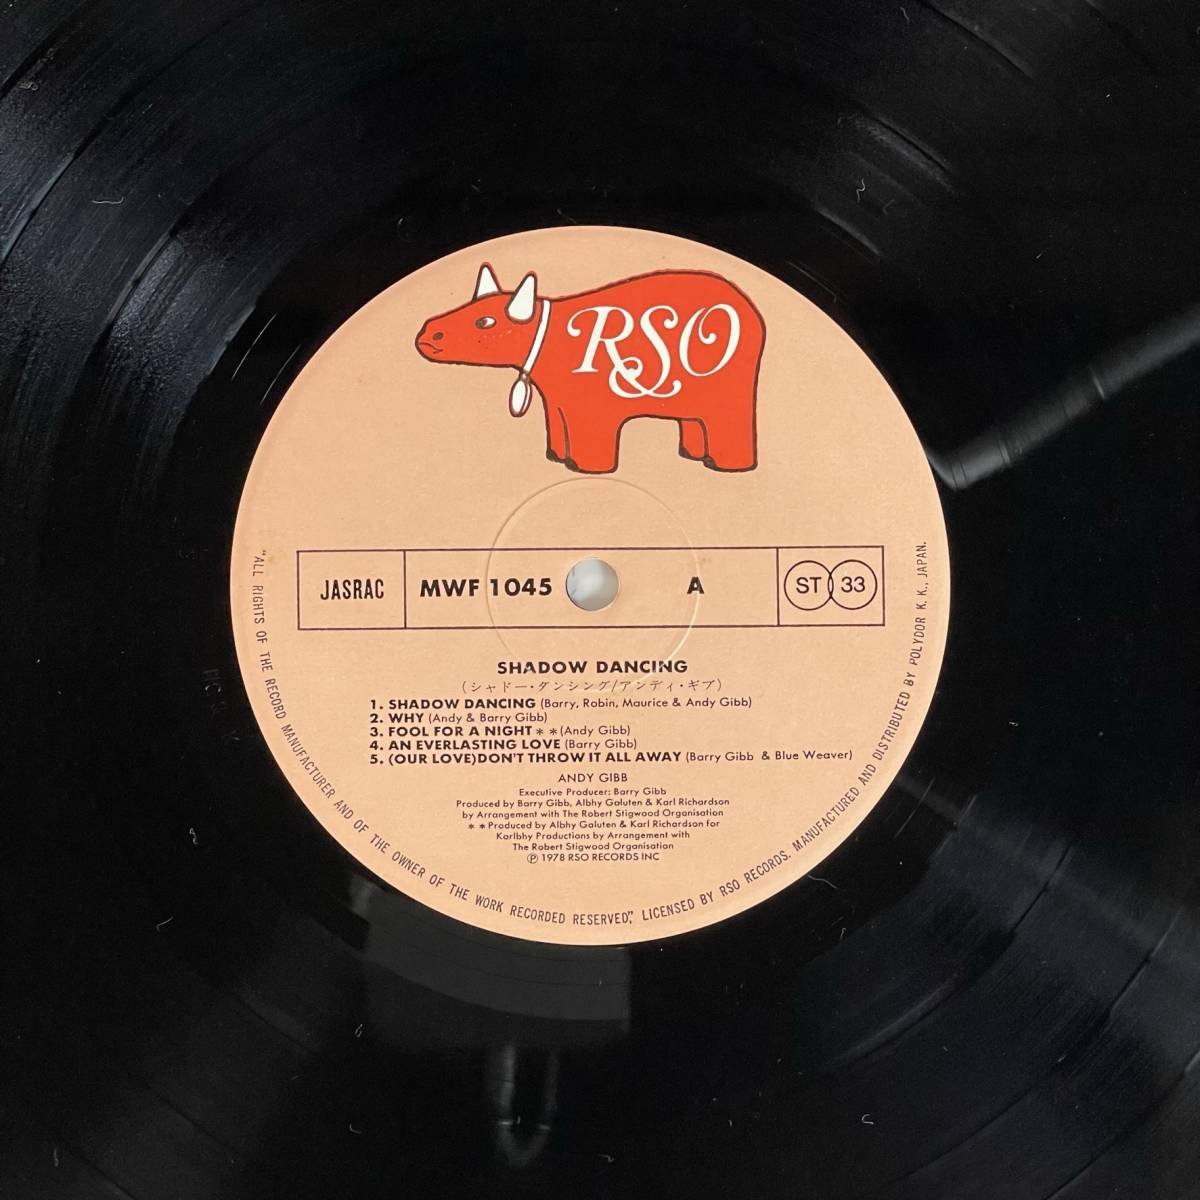 RSO
JASRAC
MWF 1045
A
ST 33
SHADOW DANCING
(シャドー・ダンシング/アンディ・ギブ)
1. SHADOW DANCING (Barry, Robin, Maurice & Andy Gibb)
2. WHY (Andy & Barry Gibb)
3. FOOL FOR A NIGHT ** (Andy Gibb)
4. AN EVERLASTING LOVE (Barry Gibb)
5. (OUR LOVE)DON'T THROW IT ALL AWAY (Barry Gibb & Blue Weaver)
ANDY GIBB
Executive Producer: Barry Gibb
Produced by Barry Gibb, Albhy Galuten & Karl Richardson
by Arrangement with The Robert Stigwood Organisation
**Produced by Albhy Galuten & Karl Richardson for
Karlbhy Productions by Arrangement with
The Robert Stigwood Organisation
Ⓟ 1978 RSO RECORDS INC
"ALL RIGHTS OF THE RECORD MANUFACTURER AND OF THE OWNER OF THE WORK RECORDED RESERVED", LICENSED BY RSO RECORDS. MANUFACTURED AND DISTRIBUTED BY POLYDOR K.K., JAPAN.